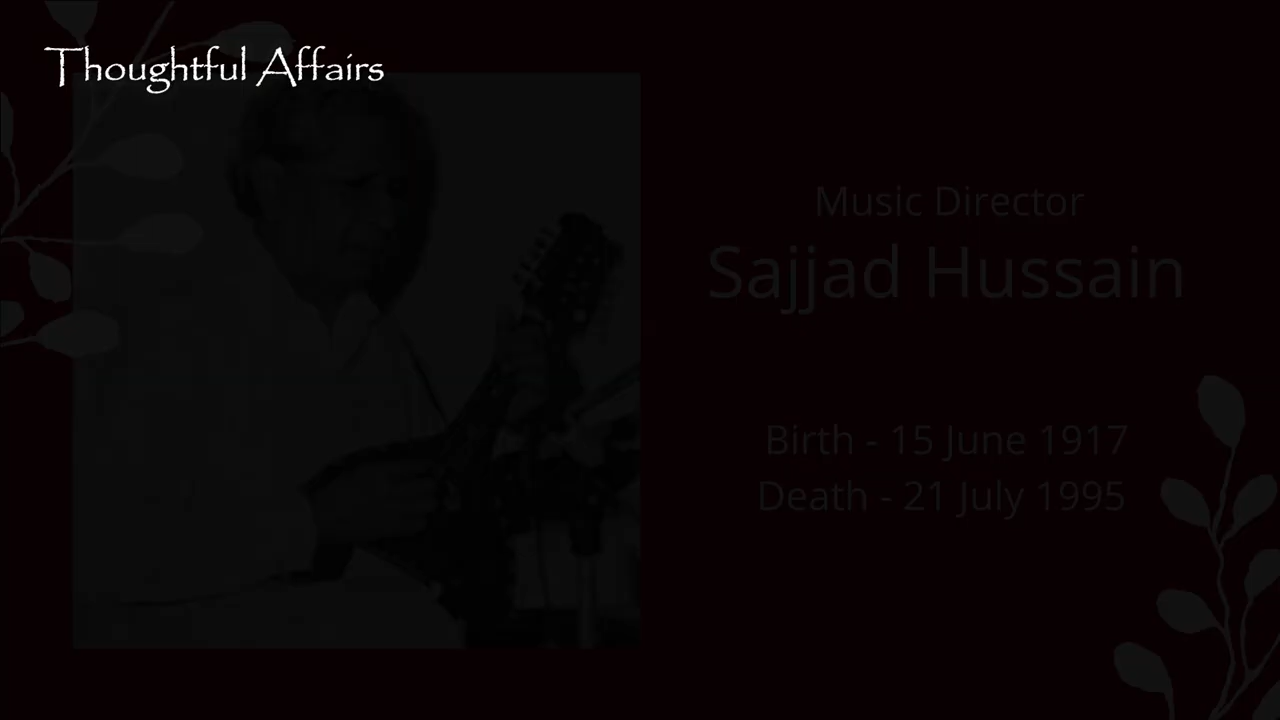 Thoughtful Affairs
Music Director
Sajjad Hussain
Birth - 15 June 1917
Death - 21 July 1995